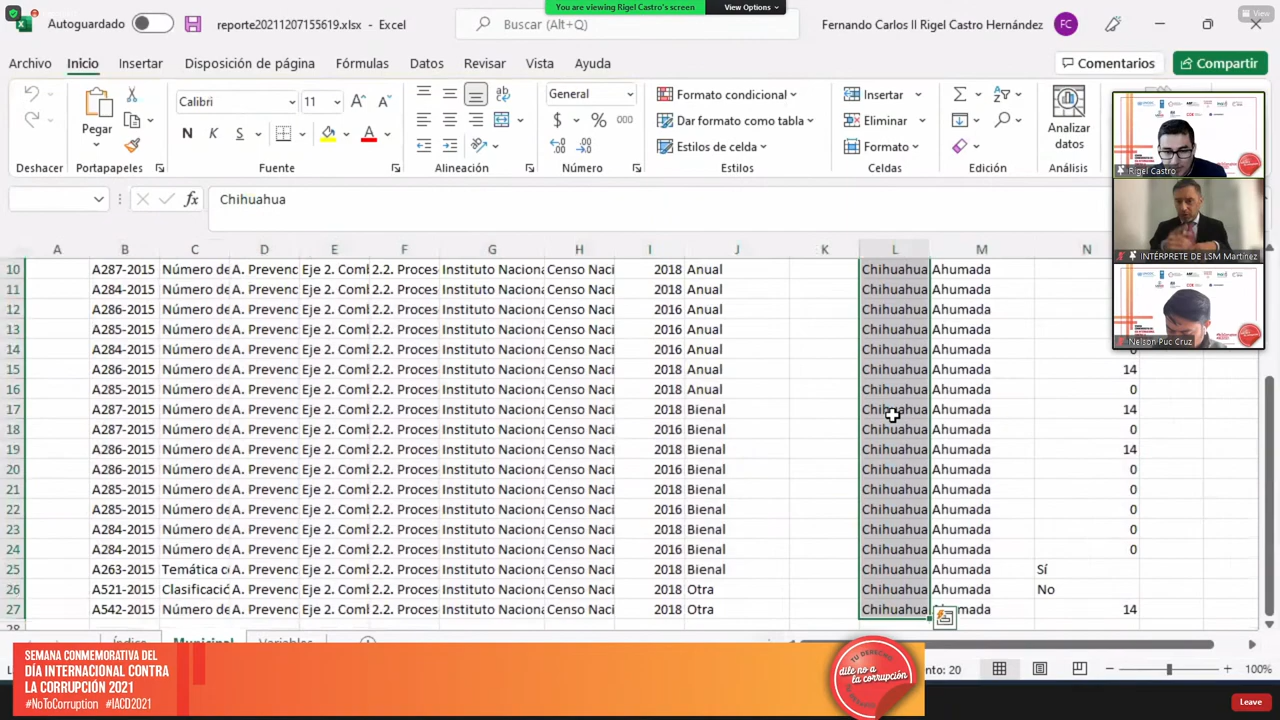 You are viewing Rigel Castro's screen View Options
View
Autoguardado reporte20211207155619.xlsx - Excel Buscar (Alt+Q) Fernando Carlos II Rigel Castro Hernández FC
Archivo Inicio Insertar Disposición de página Fórmulas Datos Revisar Vista Ayuda Comentarios Compartir
Pegar Calibri 11 General Formato condicional Insertar Analizar datos
N K S A $ % 000 Dar formato como tabla Eliminar
Estilos de celda Formato
Deshacer Portapapeles Fuente Alineación Número Estilos Celdas Edición Análisis
Rigel Castro
INTÉRPRETE DE LSM Martinez
Nelson Puc Cruz
fx Chihuahua
A B C D E F G H I J K L M N
10 A287-2015 Número de A. Prevenc Eje 2. Coml 2.2. Proces Instituto Naciona Censo Naci 2018 Anual Chihuahua Ahumada
11 A284-2015 Número de A. Prevenc Eje 2. Coml 2.2. Proces Instituto Naciona Censo Naci 2018 Anual Chihuahua Ahumada
12 A286-2015 Número de A. Prevenc Eje 2. Coml 2.2. Proces Instituto Naciona Censo Naci 2016 Anual Chihuahua Ahumada
13 A285-2015 Número de A. Prevenc Eje 2. Coml 2.2. Proces Instituto Naciona Censo Naci 2016 Anual Chihuahua Ahumada
14 A284-2015 Número de A. Prevenc Eje 2. Coml 2.2. Proces Instituto Naciona Censo Naci 2016 Anual Chihuahua Ahumada 0
15 A286-2015 Número de A. Prevenc Eje 2. Coml 2.2. Proces Instituto Naciona Censo Naci 2018 Anual Chihuahua Ahumada 14
16 A285-2015 Número de A. Prevenc Eje 2. Coml 2.2. Proces Instituto Naciona Censo Naci 2018 Anual Chihuahua Ahumada 0
17 A287-2015 Número de A. Prevenc Eje 2. Coml 2.2. Proces Instituto Naciona Censo Naci 2018 Bienal Chihuahua Ahumada 14
18 A287-2015 Número de A. Prevenc Eje 2. Coml 2.2. Proces Instituto Naciona Censo Naci 2016 Bienal Chihuahua Ahumada 0
19 A286-2015 Número de A. Prevenc Eje 2. Coml 2.2. Proces Instituto Naciona Censo Naci 2018 Bienal Chihuahua Ahumada 14
20 A286-2015 Número de A. Prevenc Eje 2. Coml 2.2. Proces Instituto Naciona Censo Naci 2016 Bienal Chihuahua Ahumada 0
21 A285-2015 Número de A. Prevenc Eje 2. Coml 2.2. Proces Instituto Naciona Censo Naci 2018 Bienal Chihuahua Ahumada 0
22 A285-2015 Número de A. Prevenc Eje 2. Coml 2.2. Proces Instituto Naciona Censo Naci 2016 Bienal Chihuahua Ahumada 0
23 A284-2015 Número de A. Prevenc Eje 2. Coml 2.2. Proces Instituto Naciona Censo Naci 2018 Bienal Chihuahua Ahumada 0
24 A284-2015 Número de A. Prevenc Eje 2. Coml 2.2. Proces Instituto Naciona Censo Naci 2016 Bienal Chihuahua Ahumada 0
25 A263-2015 Temática co A. Prevenc Eje 2. Coml 2.2. Proces Instituto Naciona Censo Naci 2018 Bienal Chihuahua Ahumada Sí
26 A521-2015 Clasificació A. Prevenc Eje 2. Coml 2.2. Proces Instituto Naciona Censo Naci 2018 Otra Chihuahua Ahumada No
27 A542-2015 Número de A. Prevenc Eje 2. Coml 2.2. Proces Instituto Naciona Censo Naci 2018 Otra Chihuahua Ahumada 14
28
Índice Municipal Variables
nto: 20 100%
SEMANA CONMEMORATIVA DEL
DÍA INTERNACIONAL CONTRA
LA CORRUPCIÓN 2021
#NoToCorruption #IACD2021
TU DERECHO
dile no a
la corrupción
Leave